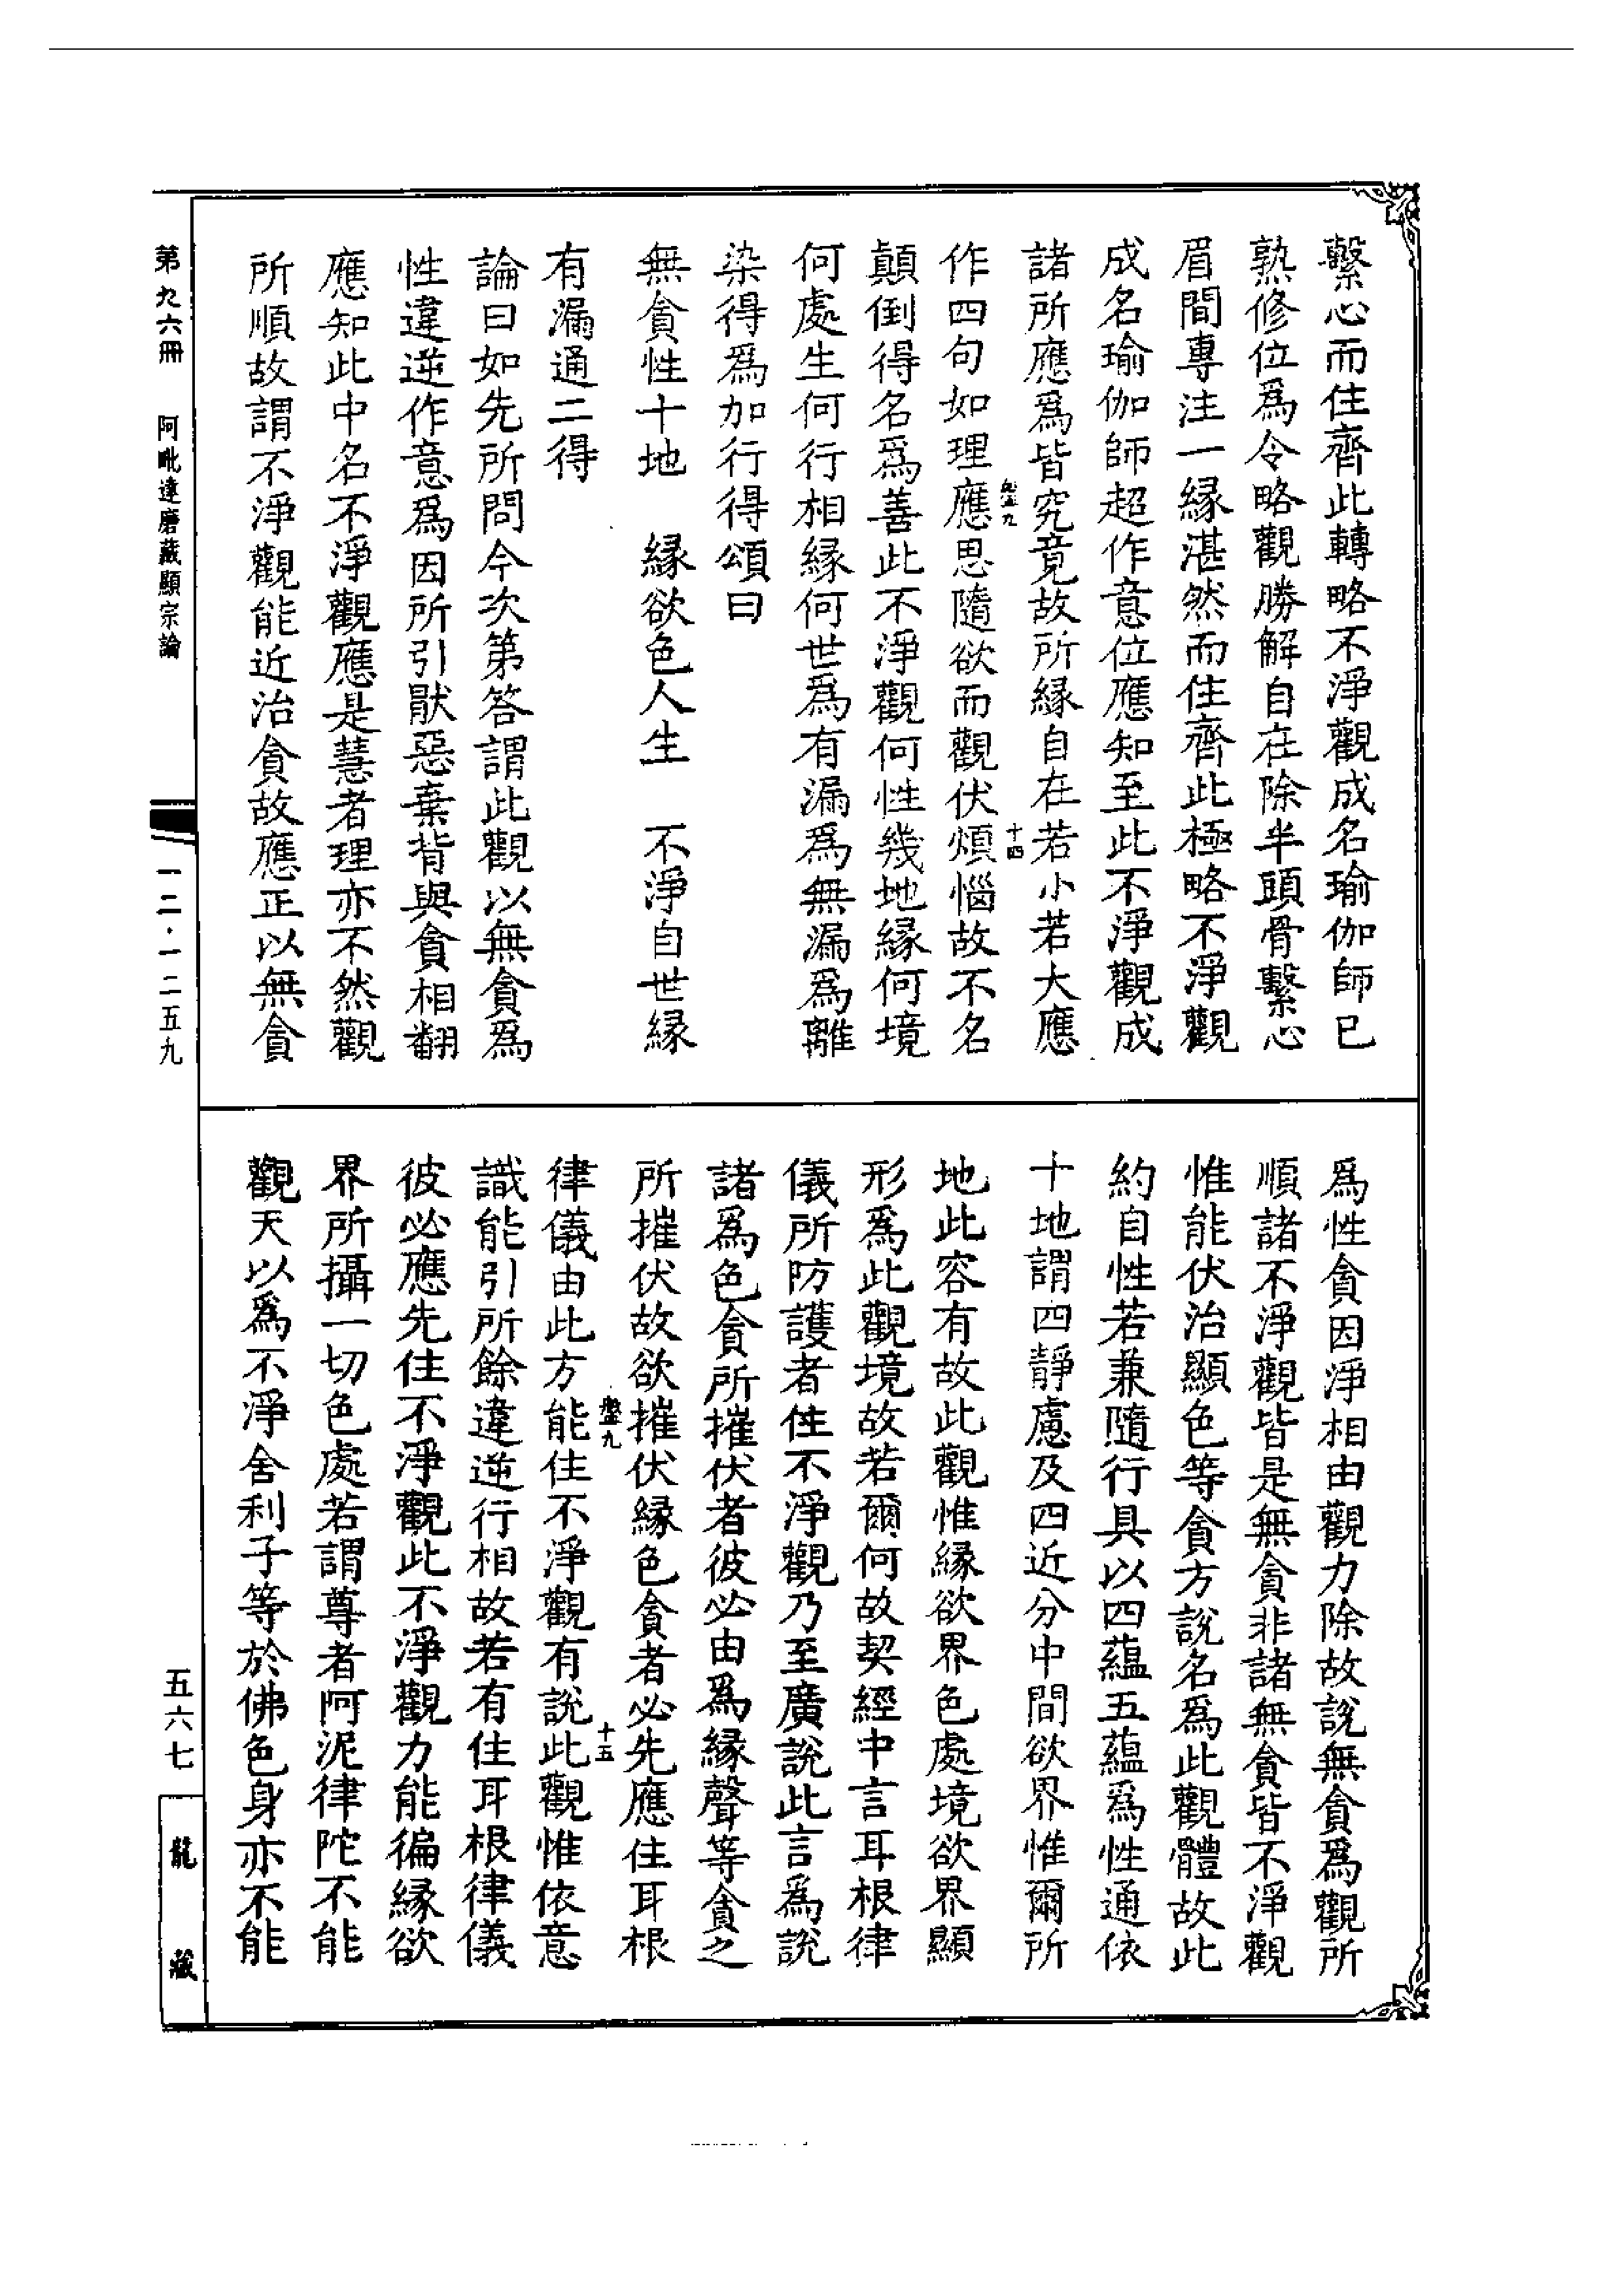 繫心而住齊此轉略不淨觀成名瑜伽師已
熟修位爲令略觀勝解自在除半頭骨繫心
眉間專注一緣湛然而住齊此極略不淨觀
成名瑜伽師超作意位應知至此不淨觀成
諸所應爲皆究竟故所緣自在若小若大應
盤九
十四
作四句如理應思隨欲而觀伏煩惱故不名
顛倒得名爲善此不淨觀何性幾地緣何境
何處生何行相緣何世爲有漏爲無漏爲離
染得爲加行得頌曰
無貪性十地 緣欲色人生 不淨自世緣
有漏通二得
論曰如先所問今次第答謂此觀以無貪爲
性違逆作意爲因所引猒惡棄背與貪相翻
應知此中名不淨觀應是慧者理亦不然觀
所順故謂不淨觀能近治貪故應正以無貪
爲性貪因淨相由觀力除故說無貪爲觀所
順諸不淨觀皆是無貪非諸無貪皆不淨觀
惟能伏治顯色等貪方說名爲此觀體故此
約自性若兼隨行具以四蘊五蘊爲性通依
十地謂四靜慮及四近分中間欲界惟爾所
地此容有故此觀惟緣欲界色處境欲界顯
形爲此觀境故若爾何故契經中言耳根律
儀所防護者住不淨觀乃至廣說此言爲說
諸爲色貪所摧伏者彼必由爲緣聲等貪之
所摧伏故欲摧伏緣色貪者必先應住耳根
盤九
十五
律儀由此方能住不淨觀有說此觀惟依意
識能引所餘違逆行相故若有住耳根律儀
彼必應先住不淨觀此不淨觀力能徧緣欲
界所攝一切色處若謂尊者阿泥律陀不能
觀天以爲不淨舍利子等於佛色身亦不能
第九六冊 阿毗達磨藏顯宗論
一二·一二五九
五六七
龍藏